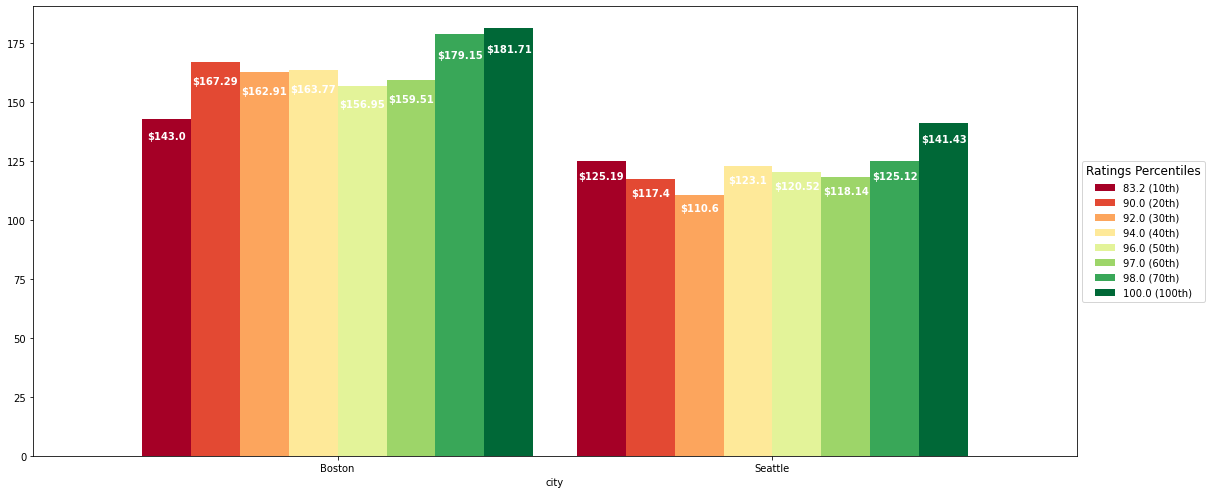 175
150
125
100
75
50
25
0
$143.0
$167.29
$162.91
$163.77
$156.95
$159.51
$179.15
$181.71
$125.19
$117.4
$110.6
$123.1
$120.52
$118.14
$125.12
$141.43
Boston
Seattle
city
Ratings Percentiles
83.2 (10th)
90.0 (20th)
92.0 (30th)
94.0 (40th)
96.0 (50th)
97.0 (60th)
98.0 (70th)
100.0 (100th)